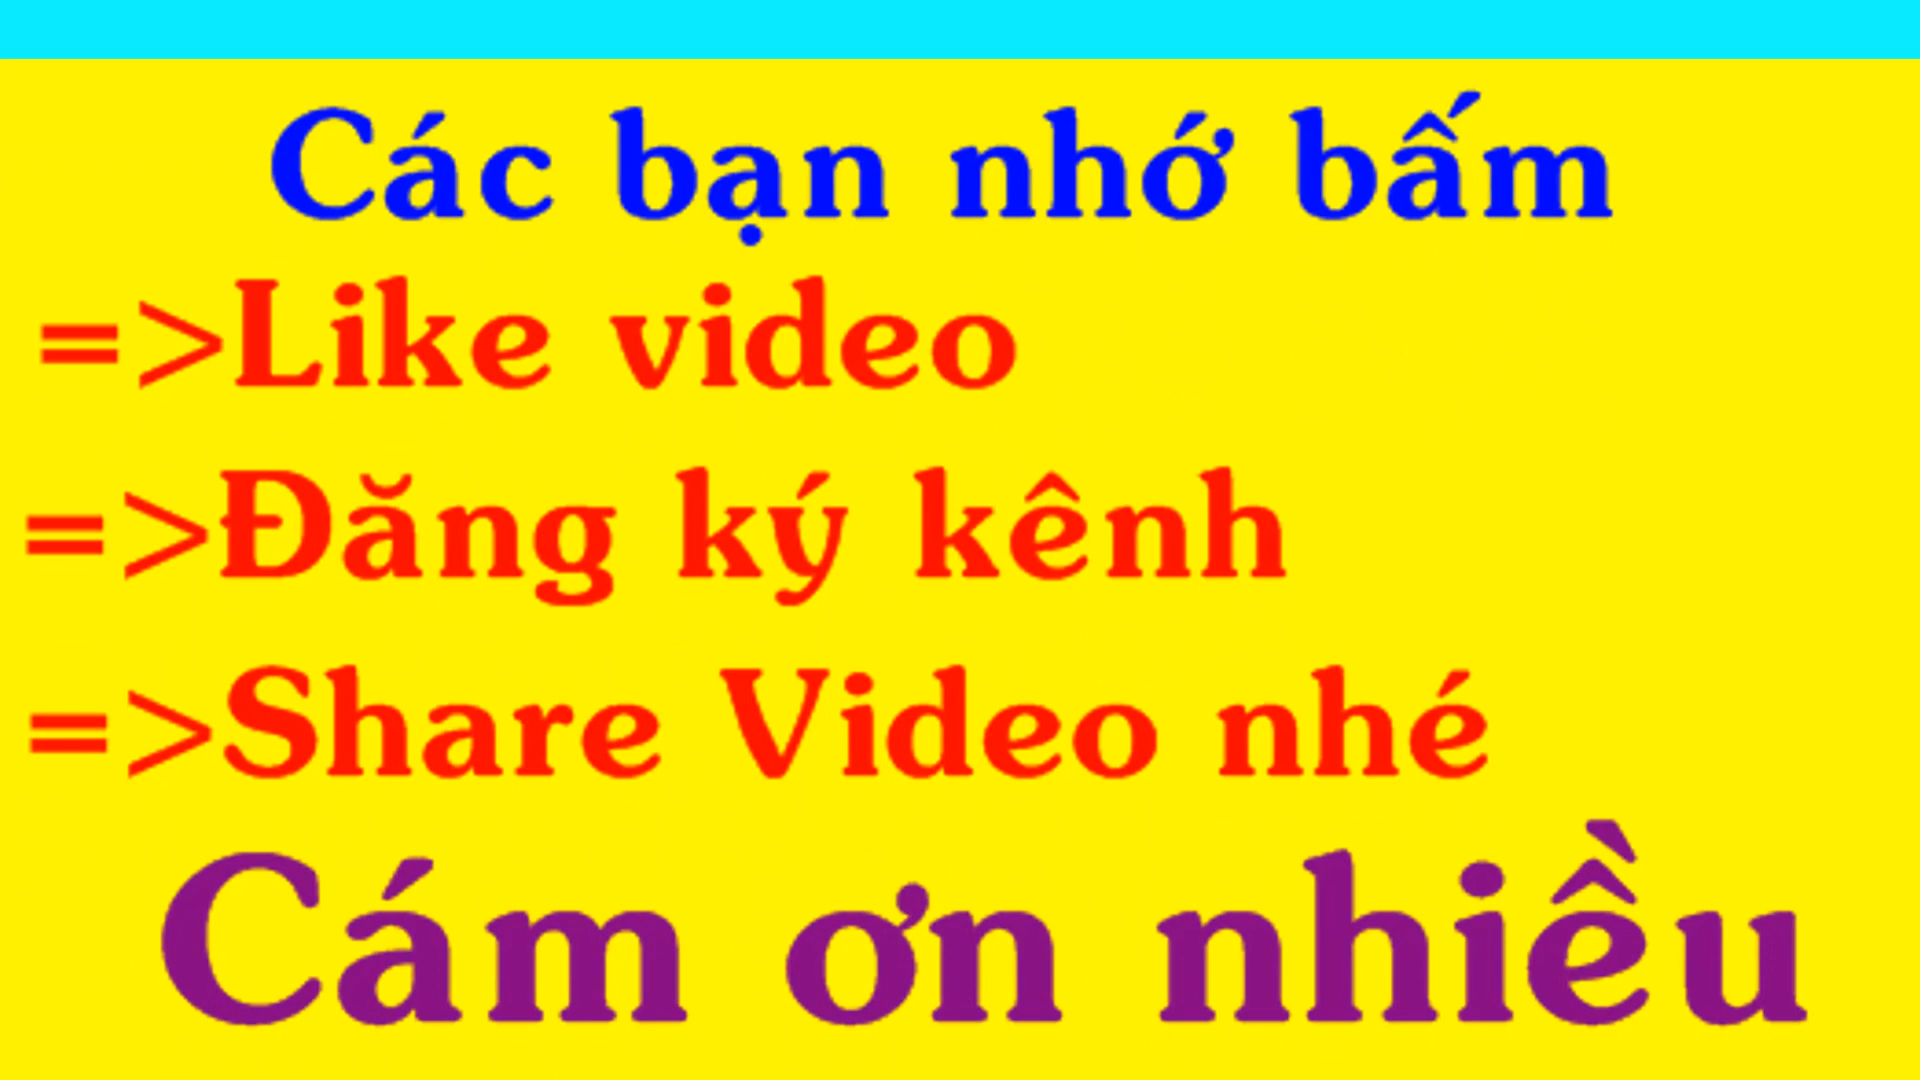 Các bạn nhớ bấm
=>Like video
=>Đăng ký kênh
=>Share Video nhé
Cám ơn nhiều